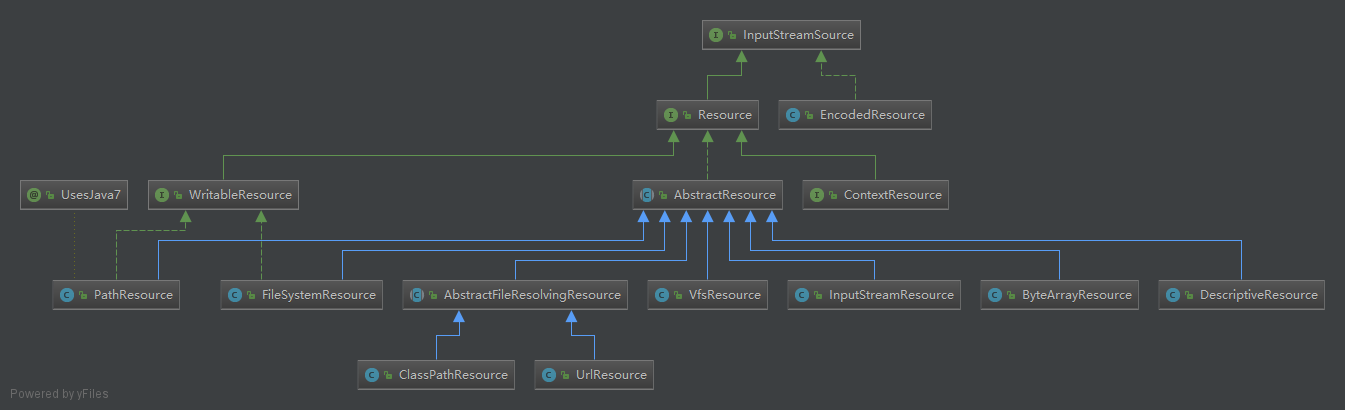 InputStreamSource
Resource
EncodedResource
UsesJava7
WritableResource
AbstractResource
ContextResource
PathResource
FileSystemResource
AbstractFileResolvingResource
VfsResource
InputStreamResource
ByteArrayResource
DescriptiveResource
ClassPathResource
UrlResource
Powered by yFiles